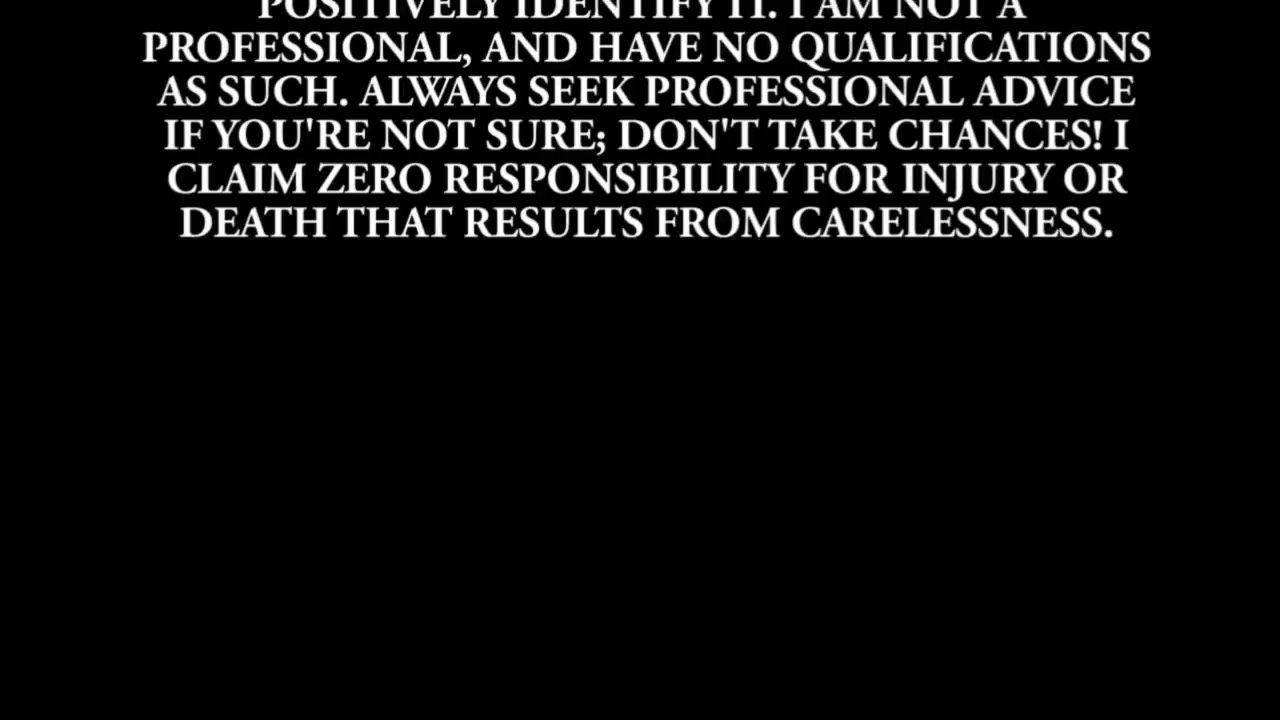 POSITIVELY IDENTIFY IT. I AM NOT A
PROFESSIONAL, AND HAVE NO QUALIFICATIONS
AS SUCH. ALWAYS SEEK PROFESSIONAL ADVICE
IF YOU'RE NOT SURE; DON'T TAKE CHANCES! I
CLAIM ZERO RESPONSIBILITY FOR INJURY OR
DEATH THAT RESULTS FROM CARELESSNESS.